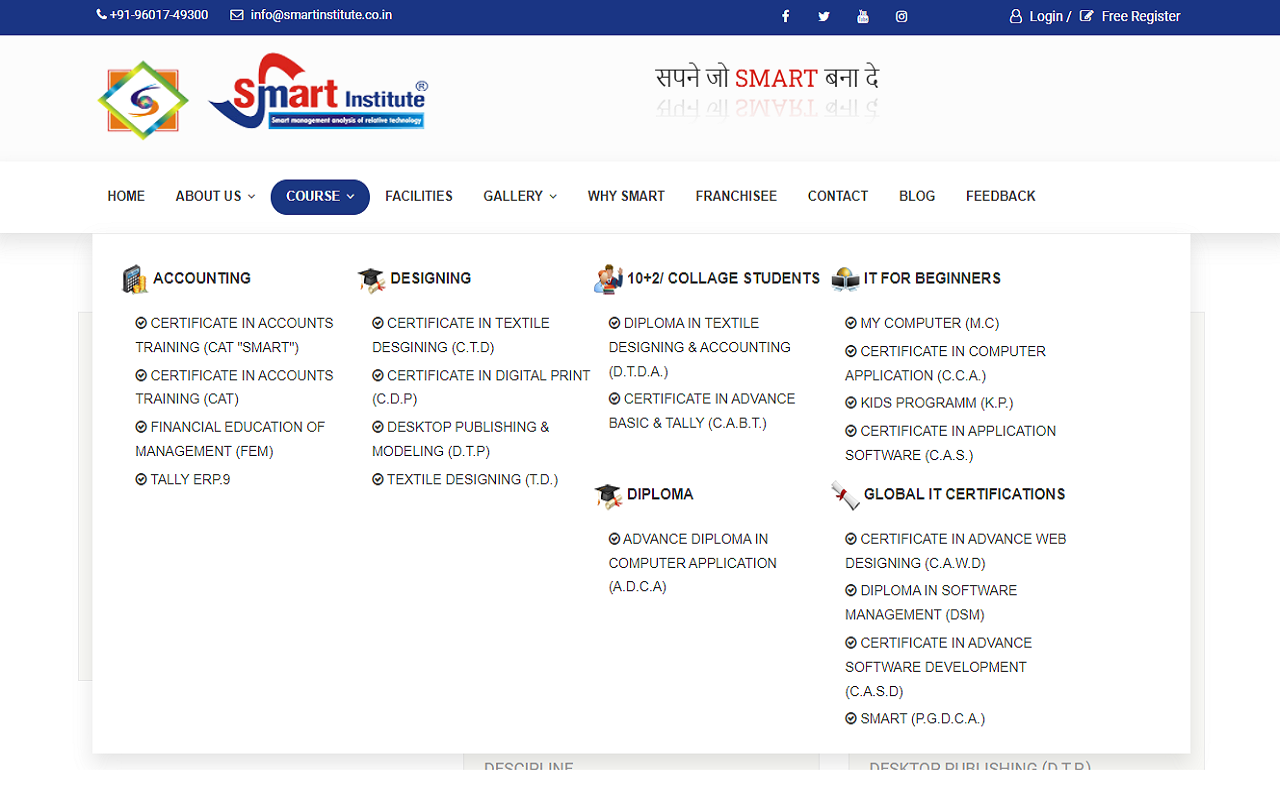 +91-96017-49300 info@smartinstitute.co.in Login / Free Register
Smart Institute®
Smart management analysis of relative technology
सपने जो SMART बना दे
HOME ABOUT US COURSE FACILITIES GALLERY WHY SMART FRANCHISEE CONTACT BLOG FEEDBACK
ACCOUNTING
CERTIFICATE IN ACCOUNTS
TRAINING (CAT "SMART")
CERTIFICATE IN ACCOUNTS
TRAINING (CAT)
FINANCIAL EDUCATION OF
MANAGEMENT (FEM)
TALLY ERP.9
DESIGNING
CERTIFICATE IN TEXTILE
DESGINING (C.T.D)
CERTIFICATE IN DIGITAL PRINT
(C.D.P)
DESKTOP PUBLISHING &
MODELING (D.T.P)
TEXTILE DESIGNING (T.D.)
10+2/ COLLAGE STUDENTS
DIPLOMA IN TEXTILE
DESIGNING & ACCOUNTING
(D.T.D.A.)
CERTIFICATE IN ADVANCE
BASIC & TALLY (C.A.B.T.)
IT FOR BEGINNERS
MY COMPUTER (M.C)
CERTIFICATE IN COMPUTER
APPLICATION (C.C.A.)
KIDS PROGRAMM (K.P.)
CERTIFICATE IN APPLICATION
SOFTWARE (C.A.S.)
DIPLOMA
ADVANCE DIPLOMA IN
COMPUTER APPLICATION
(A.D.C.A)
GLOBAL IT CERTIFICATIONS
CERTIFICATE IN ADVANCE WEB
DESIGNING (C.A.W.D)
DIPLOMA IN SOFTWARE
MANAGEMENT (DSM)
CERTIFICATE IN ADVANCE
SOFTWARE DEVELOPMENT
(C.A.S.D)
SMART (P.G.D.C.A.)
DESCIPLINE DESKTOP PUBLISHING (D.T.P)